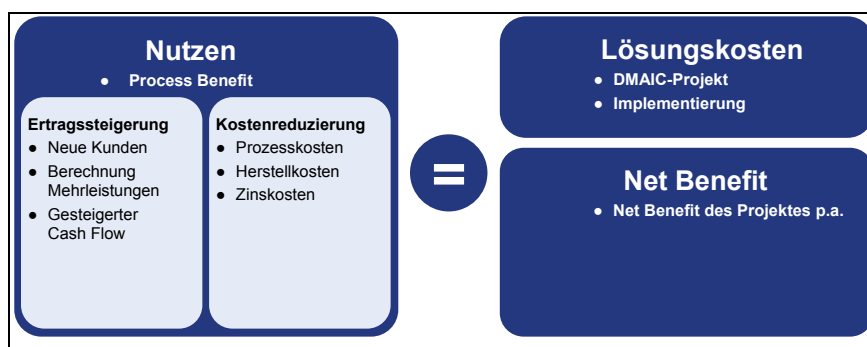 Nutzen
● Process Benefit
Ertragssteigerung
● Neue Kunden
● Berechnung
Mehrleistungen
● Gesteigerter
Cash Flow
Kostenreduzierung
● Prozesskosten
● Herstellkosten
● Zinskosten
=
Lösungskosten
● DMAIC-Projekt
● Implementierung
Net Benefit
● Net Benefit des Projektes p.a.